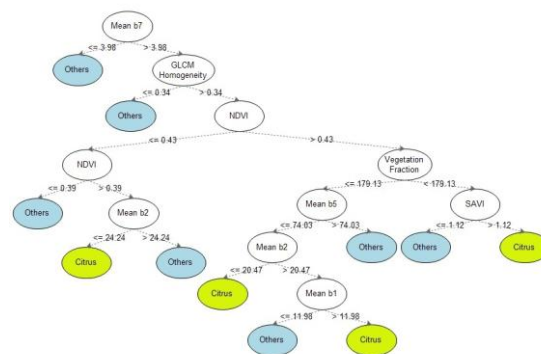 Mean b7
<= 3.98
> 3.98
Others
GLCM
Homogeneity
<= 0.34
> 0.34
Others
NDVI
<= 0.43
> 0.43
NDVI
Vegetation
Fraction
<= 0.39
> 0.39
<= 179.13
< 179.13
Others
Mean b2
Mean b5
SAVI
<= 24.24
> 24.24
<= 74.03
> 74.03
<= 1.12
> 1.12
Citrus
Others
Mean b2
Others
Others
Citrus
<= 20.47
> 20.47
Citrus
Mean b1
<= 11.98
> 11.98
Others
Citrus